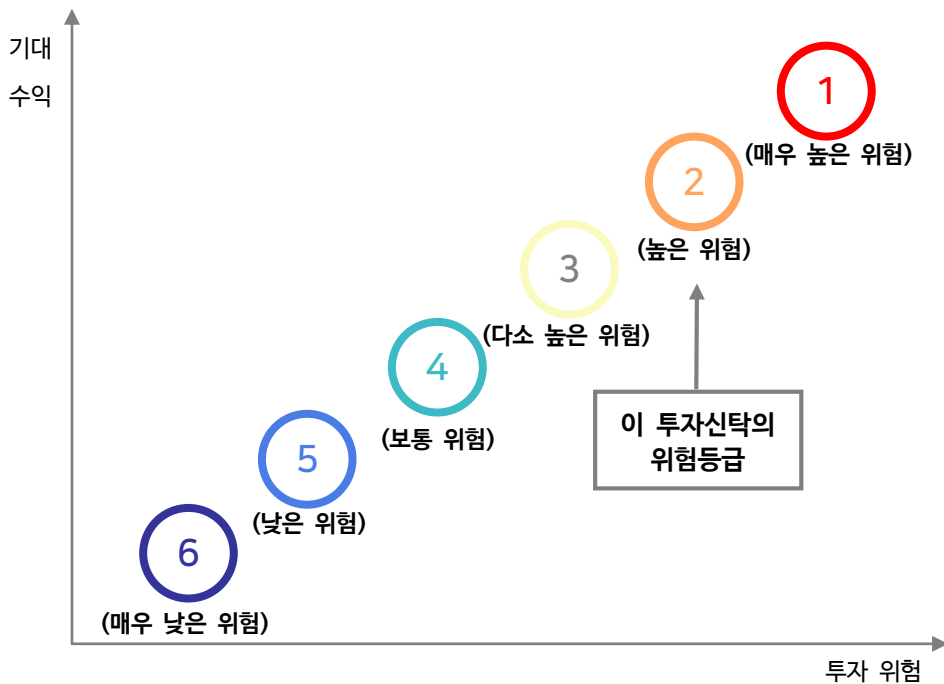 기대
수익
1
(매우 높은 위험)
2
(높은 위험)
3
(다소 높은 위험)
4
(보통 위험)
이 투자신탁의
위험등급
5
(낮은 위험)
6
(매우 낮은 위험)
투자 위험